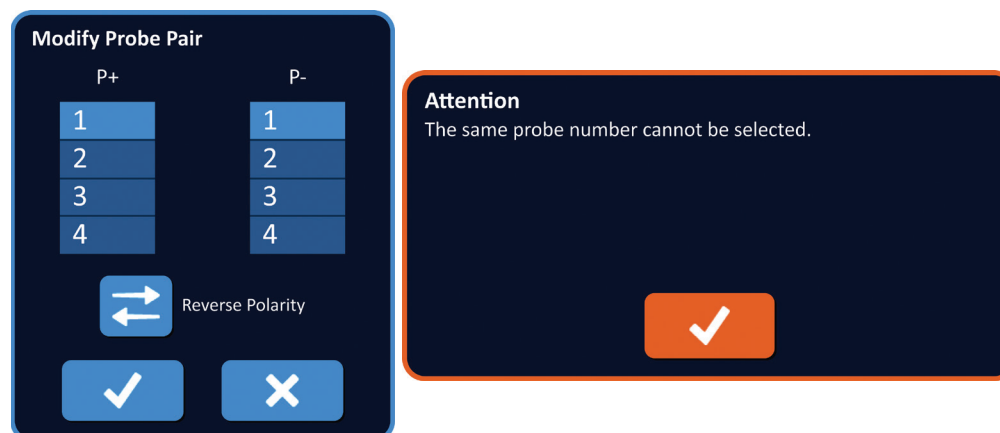 Modify Probe Pair
P+ P-
1 1
2 2
3 3
4 4
Reverse Polarity
Attention
The same probe number cannot be selected.